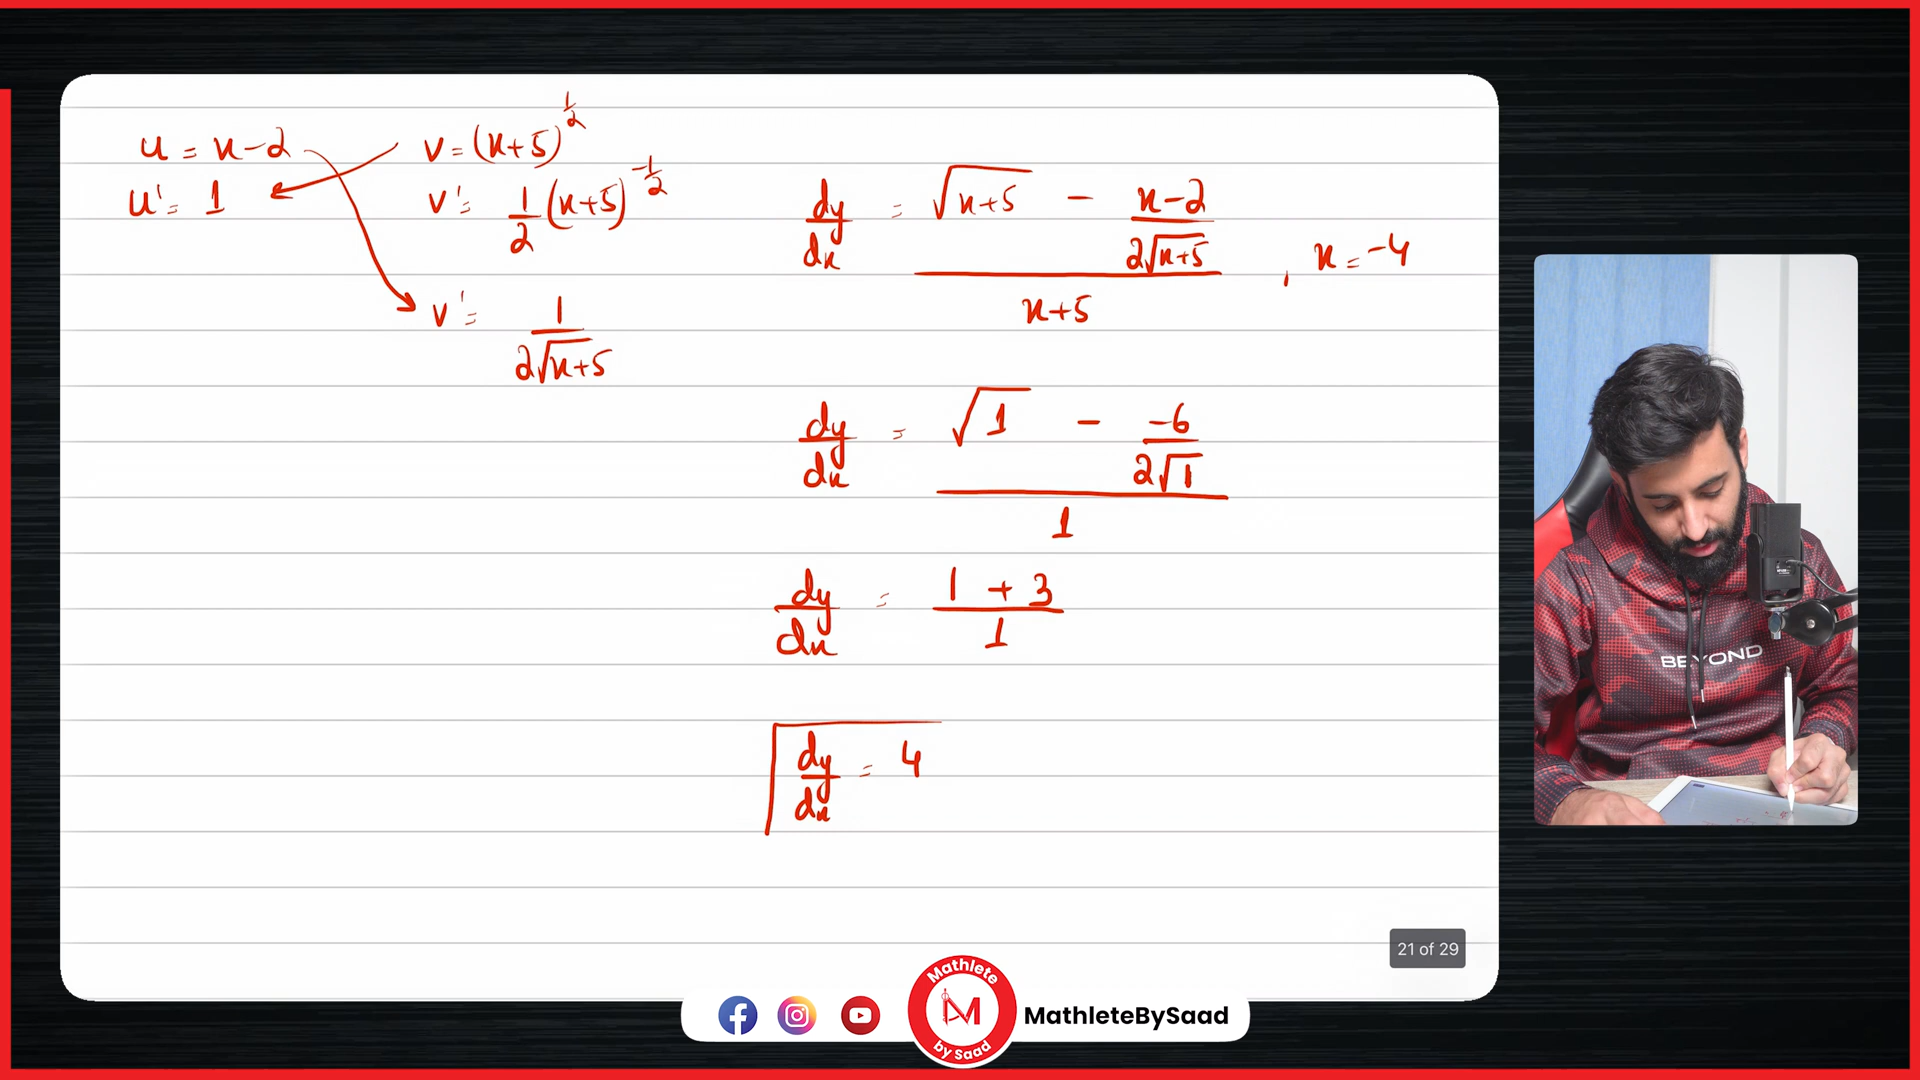 u = x-2
u' = 1
v = (x+5)^{1/2}
v' = 1/2 (x+5)^{-1/2}
v' = 1/(2√(x+5))
dy/dx = (√(x+5) - (x-2)/(2√(x+5)))/(x+5) , x = -4
dy/dx = (√1 - (-6)/(2√1))/1
dy/dx = (1 + 3)/1
dy/dx = 4
BEYOND
21 of 29
Mathlete
M
by Saad
MathleteBySaad